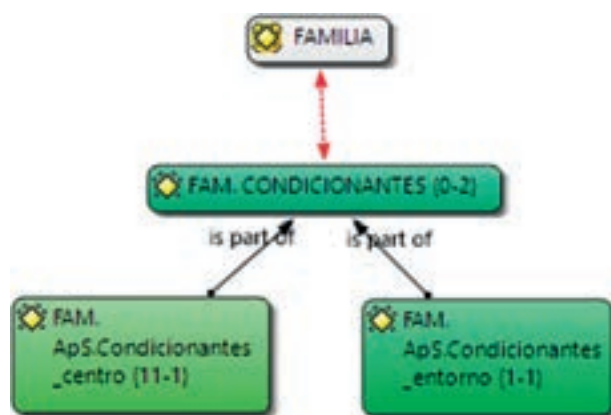 FAMILIA
FAM. CONDICIONANTES (0-2)
is part of
is part of
FAM.
ApS.Condicionantes
_centro (11-1)
FAM.
ApS.Condicionantes
_entorno (1-1)